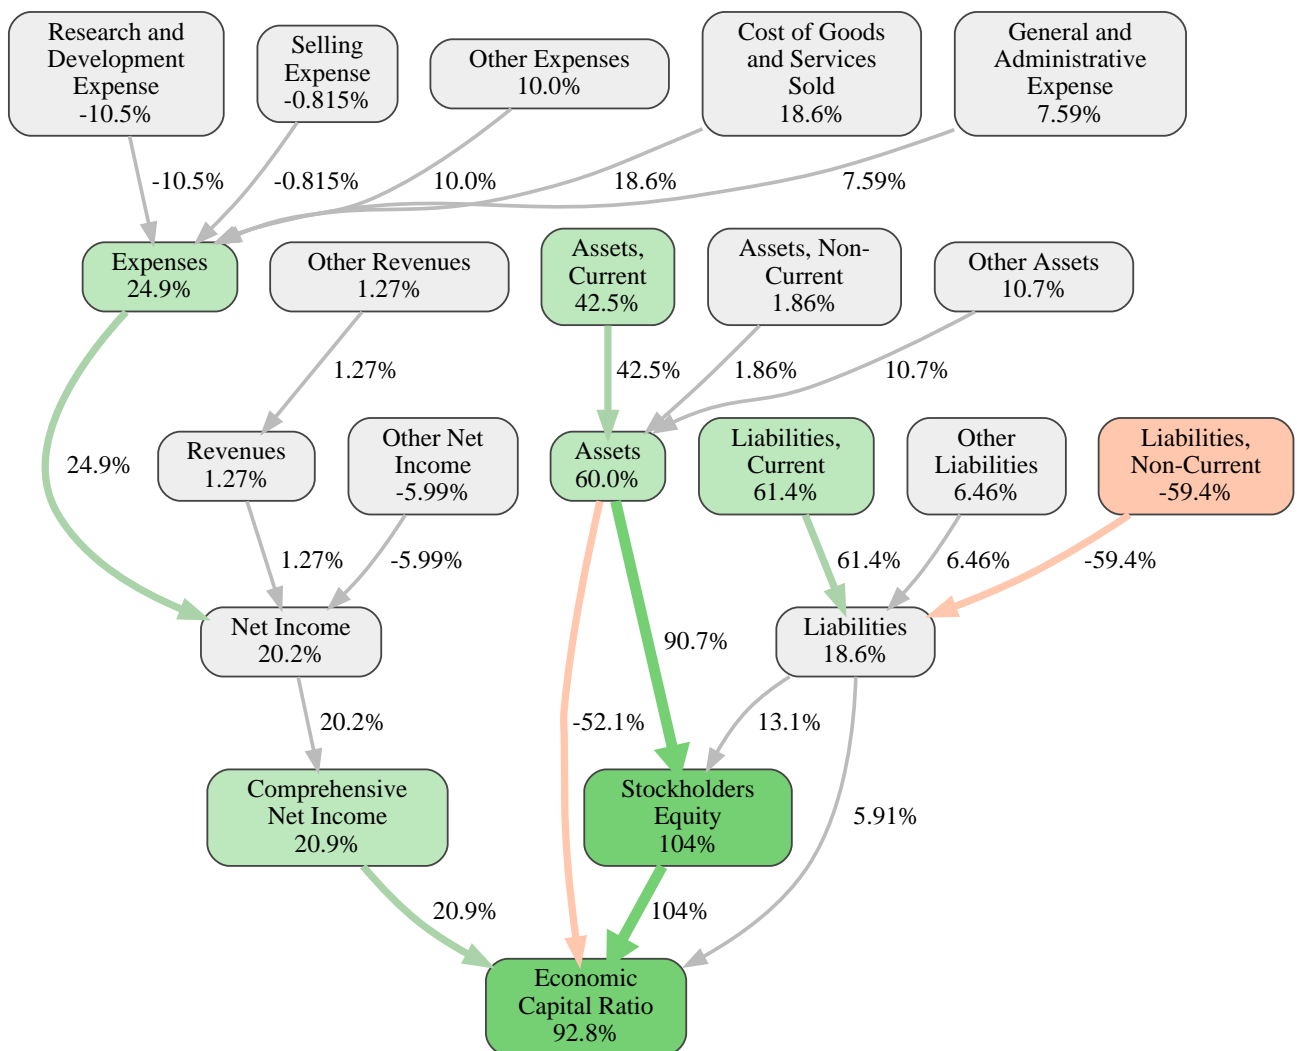 Research and
Development
Expense
-10.5%
Selling
Expense
-0.815%
Other Expenses
10.0%
Cost of Goods
and Services
Sold
18.6%
General and
Administrative
Expense
7.59%
-10.5%
-0.815%
10.0%
18.6%
7.59%
Expenses
24.9%
Other Revenues
1.27%
Assets,
Current
42.5%
Assets, Non-
Current
1.86%
Other Assets
10.7%
1.27%
42.5%
1.86%
10.7%
24.9%
Revenues
1.27%
Other Net
Income
-5.99%
Assets
60.0%
Liabilities,
Current
61.4%
Other
Liabilities
6.46%
Liabilities,
Non-Current
-59.4%
1.27%
-5.99%
61.4%
6.46%
-59.4%
Net Income
20.2%
90.7%
Liabilities
18.6%
20.2%
-52.1%
13.1%
Comprehensive
Net Income
20.9%
Stockholders
Equity
104%
5.91%
20.9%
104%
Economic
Capital Ratio
92.8%